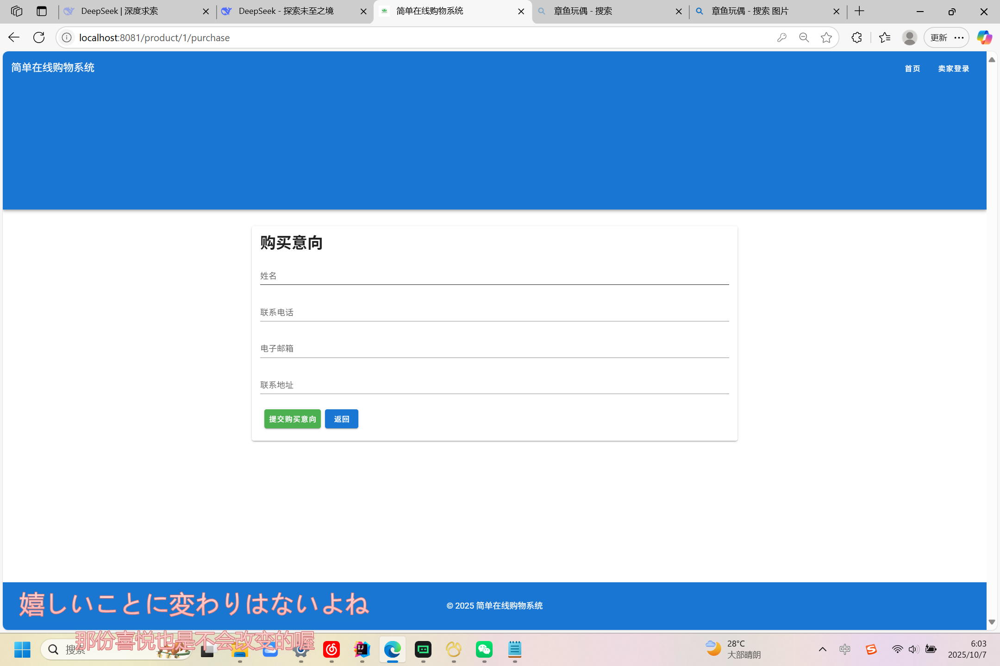 DeepSeek | 深度求索
DeepSeek - 探索未至之境
简单在线购物系统
章鱼玩偶 - 搜索
章鱼玩偶 - 搜索 图片
localhost:8081/product/1/purchase
更新
简单在线购物系统
首页
卖家登录
购买意向
姓名
联系电话
电子邮箱
联系地址
提交购买意向
返回
嬉しいことに変わりはないよね
© 2025 简单在线购物系统
那份喜悦也是不会改变的喔
搜索
28°C
大部晴朗
中
6:03
2025/10/7